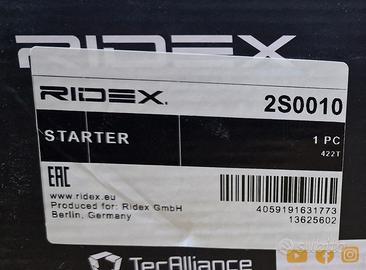 RIDEX
RIDEX. 2S0010
STARTER 1 PC
422T
EAC
www.ridex.eu
Produced for: Ridex GmbH
Berlin, Germany
4059191631773
13625602
TecAlliance
subito